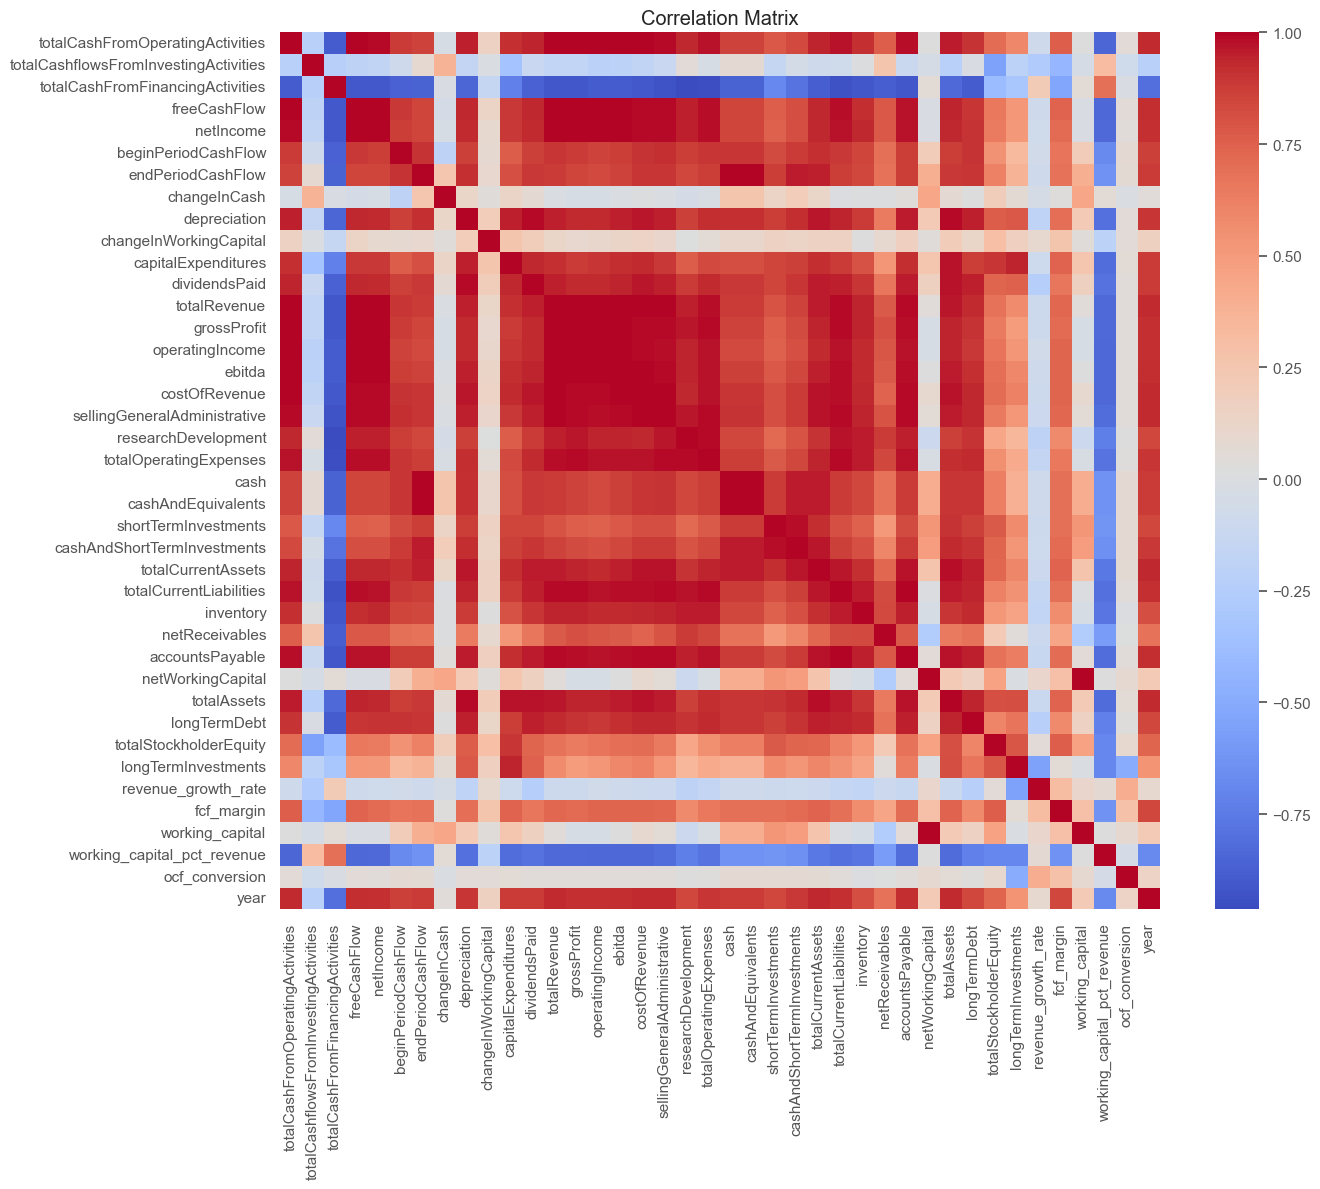 Correlation Matrix
totalCashFromOperatingActivities
totalCashflowsFromInvestingActivities
totalCashFromFinancingActivities
freeCashFlow
netIncome
beginPeriodCashFlow
endPeriodCashFlow
changeInCash
depreciation
changeInWorkingCapital
capitalExpenditures
dividendsPaid
totalRevenue
grossProfit
operatingIncome
ebitda
costOfRevenue
sellingGeneralAdministrative
researchDevelopment
totalOperatingExpenses
cash
cashAndEquivalents
shortTermInvestments
cashAndShortTermInvestments
totalCurrentAssets
totalCurrentLiabilities
inventory
netReceivables
accountsPayable
netWorkingCapital
totalAssets
longTermDebt
totalStockholderEquity
longTermInvestments
revenue_growth_rate
fcf_margin
working_capital
working_capital_pct_revenue
ocf_conversion
year
totalCashFromOperatingActivities
totalCashflowsFromInvestingActivities
totalCashFromFinancingActivities
freeCashFlow
netIncome
beginPeriodCashFlow
endPeriodCashFlow
changeInCash
depreciation
changeInWorkingCapital
capitalExpenditures
dividendsPaid
totalRevenue
grossProfit
operatingIncome
ebitda
costOfRevenue
sellingGeneralAdministrative
researchDevelopment
totalOperatingExpenses
cash
cashAndEquivalents
shortTermInvestments
cashAndShortTermInvestments
totalCurrentAssets
totalCurrentLiabilities
inventory
netReceivables
accountsPayable
netWorkingCapital
totalAssets
longTermDebt
totalStockholderEquity
longTermInvestments
revenue_growth_rate
fcf_margin
working_capital
working_capital_pct_revenue
ocf_conversion
year
1.00
0.75
0.50
0.25
0.00
−0.25
−0.50
−0.75